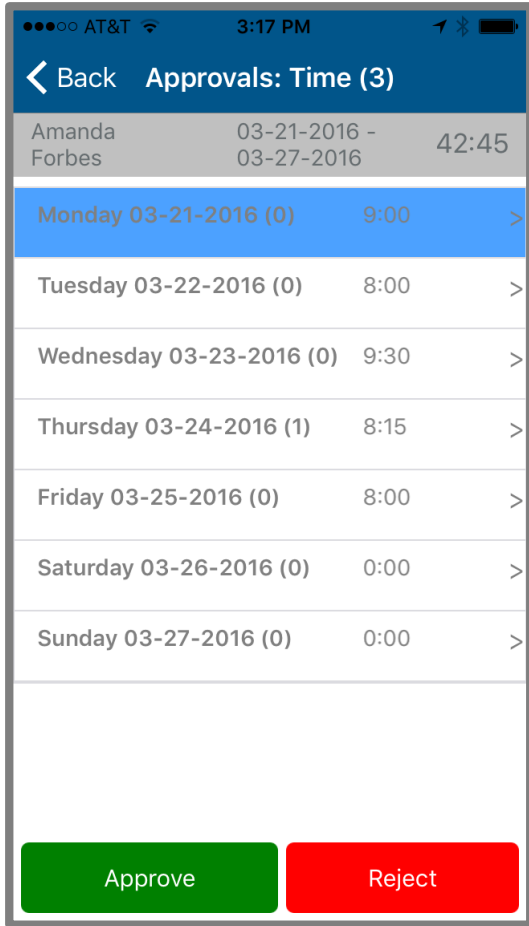 AT&T 3:17 PM
Back Approvals: Time (3)
Amanda Forbes 03-21-2016 - 03-27-2016 42:45
Monday 03-21-2016 (0) 9:00 >
Tuesday 03-22-2016 (0) 8:00 >
Wednesday 03-23-2016 (0) 9:30 >
Thursday 03-24-2016 (1) 8:15 >
Friday 03-25-2016 (0) 8:00 >
Saturday 03-26-2016 (0) 0:00 >
Sunday 03-27-2016 (0) 0:00 >
Approve Reject